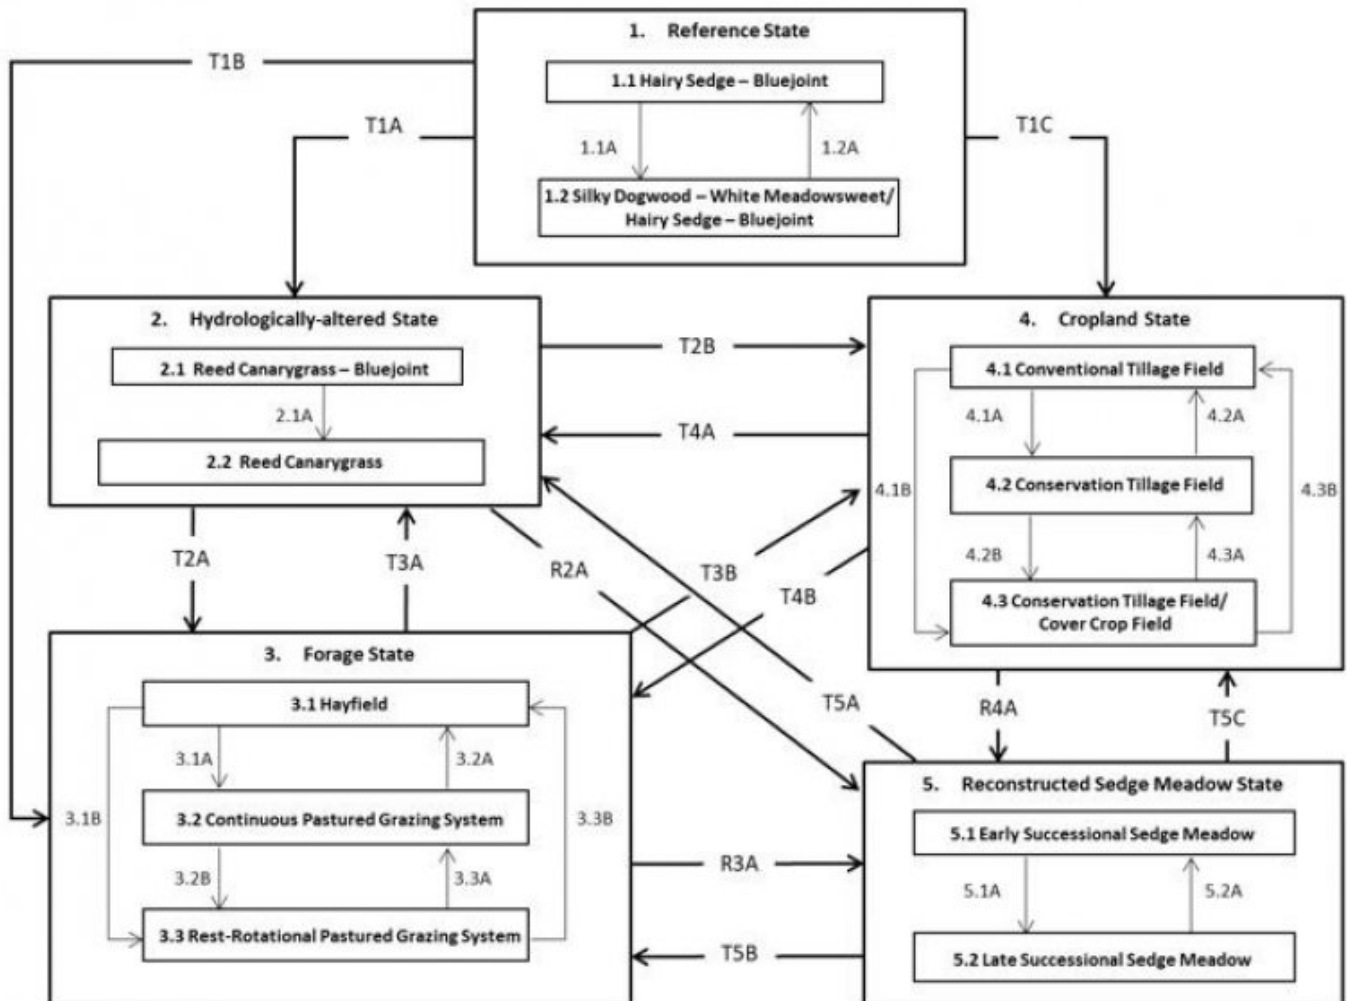 1. Reference State
T1B
1.1 Hairy Sedge – Bluejoint
T1A
T1C
1.1A
1.2A
1.2 Silky Dogwood – White Meadowsweet/
Hairy Sedge – Bluejoint
2. Hydrologically-altered State
4. Cropland State
T2B
2.1 Reed Canarygrass – Bluejoint
4.1 Conventional Tillage Field
2.1A
4.1A
4.2A
T4A
2.2 Reed Canarygrass
4.2 Conservation Tillage Field
4.1B
4.3B
T2A
T3A
R2A
T3B
T4B
4.2B
4.3A
4.3 Conservation Tillage Field/
Cover Crop Field
3. Forage State
3.1 Hayfield
T5A
R4A
T5C
3.1A
3.2A
5. Reconstructed Sedge Meadow State
3.1B
3.2 Continuous Pastured Grazing System
3.3B
5.1 Early Successional Sedge Meadow
3.2B
3.3A
R3A
5.1A
5.2A
3.3 Rest-Rotational Pastured Grazing System
T5B
5.2 Late Successional Sedge Meadow